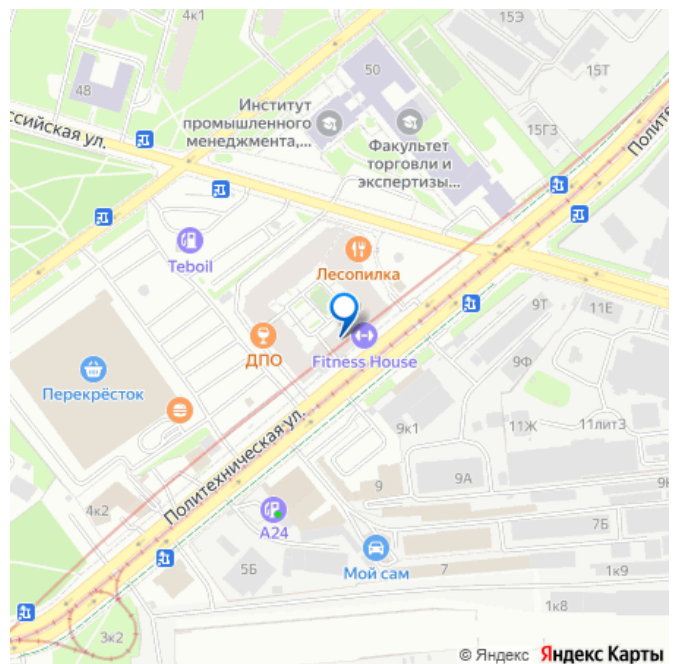 4к1
15Э
50
15Т
48
Институт
промышленного
менеджмента,...
Факультет
торговли и
экспертизы...
15Г3
ссийская ул.
Полите
Teboil
Лесопилка
9Т
11Е
ДПО
Fitness House
9Ф
Перекрёсток
Политехническая ул.
9к1
11Ж
11лит3
9А
9
4к2
А24
7Б
5Б
Мой сам
7
1к9
1к8
3к2
© Яндекс Яндекс Карты